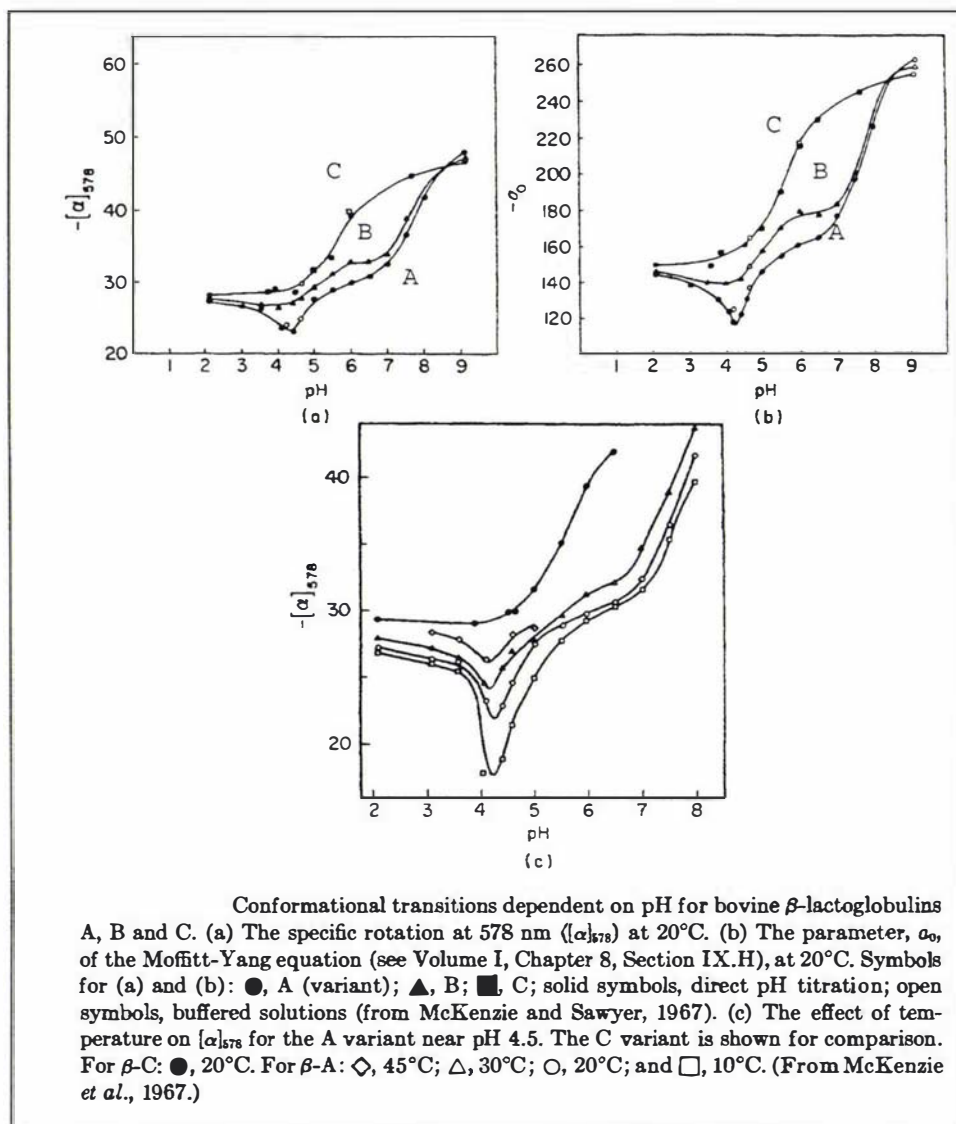 60
50
40
30
20
-[α]₅₇₈
C
B
A
1 2 3 4 5 6 7 8 9
pH
(a)
260
240
220
200
180
160
140
120
-a₀
C
B
A
1 2 3 4 5 6 7 8 9
pH
(b)
40
30
20
-[α]₅₇₈
2 3 4 5 6 7 8
pH
(c)
Conformational transitions dependent on pH for bovine β-lactoglobulins
A, B and C. (a) The specific rotation at 578 nm ([α]₅₇₈) at 20°C. (b) The parameter, a₀,
of the Moffitt-Yang equation (see Volume I, Chapter 8, Section IX.H), at 20°C. Symbols
for (a) and (b): ●, A (variant); ▲, B; ■, C; solid symbols, direct pH titration; open
symbols, buffered solutions (from McKenzie and Sawyer, 1967). (c) The effect of tem-
perature on [α]₅₇₈ for the A variant near pH 4.5. The C variant is shown for comparison.
For β-C: ●, 20°C. For β-A: ◇, 45°C; △, 30°C; ○, 20°C; and □, 10°C. (From McKenzie
et al., 1967.)